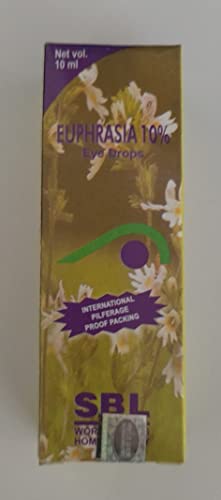 Net vol.
10 ml
EUPHRASIA 10%
Eye Drops
INTERNATIONAL
PILFERAGE
PROOF PACKING
SBL